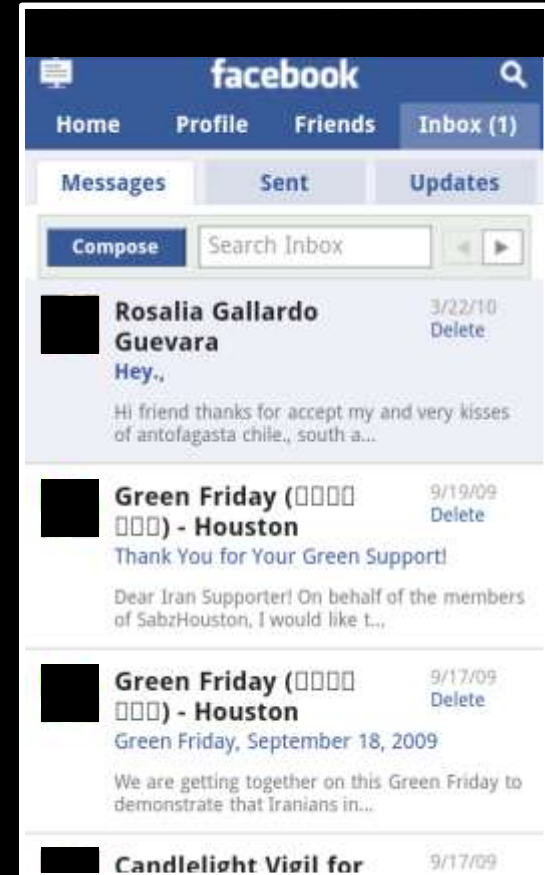 facebook
Home Profile Friends Inbox (1)
Messages Sent Updates
Compose Search Inbox
Rosalia Gallardo 3/22/10
Guevara Delete
Hey.,
Hi friend thanks for accept my and very kisses
of antofagasta chile., south a...
Green Friday (□□□□ 9/19/09
□□□) - Houston Delete
Thank You for Your Green Support!
Dear Iran Supporter! On behalf of the members
of SabzHouston, I would like t...
Green Friday (□□□□ 9/17/09
□□□) - Houston Delete
Green Friday, September 18, 2009
We are getting together on this Green Friday to
demonstrate that Iranians in...
Candlelight Vigil for 9/17/09